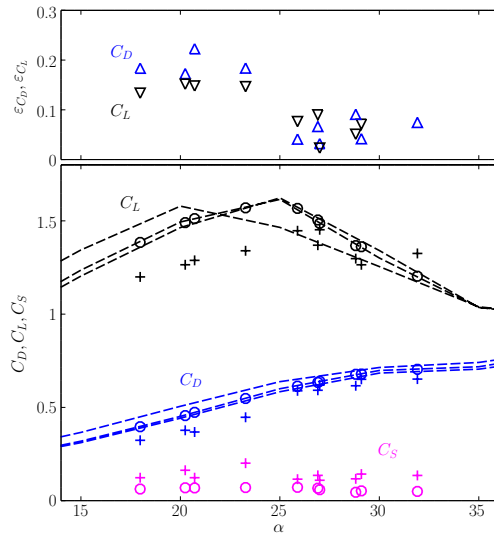 0.3
0.2
0.1
0
ε_{C_D}, ε_{C_L}
C_D
C_L
1.5
1
0.5
0
C_D, C_L, C_S
C_L
C_D
C_S
15 20 25 30 35
α